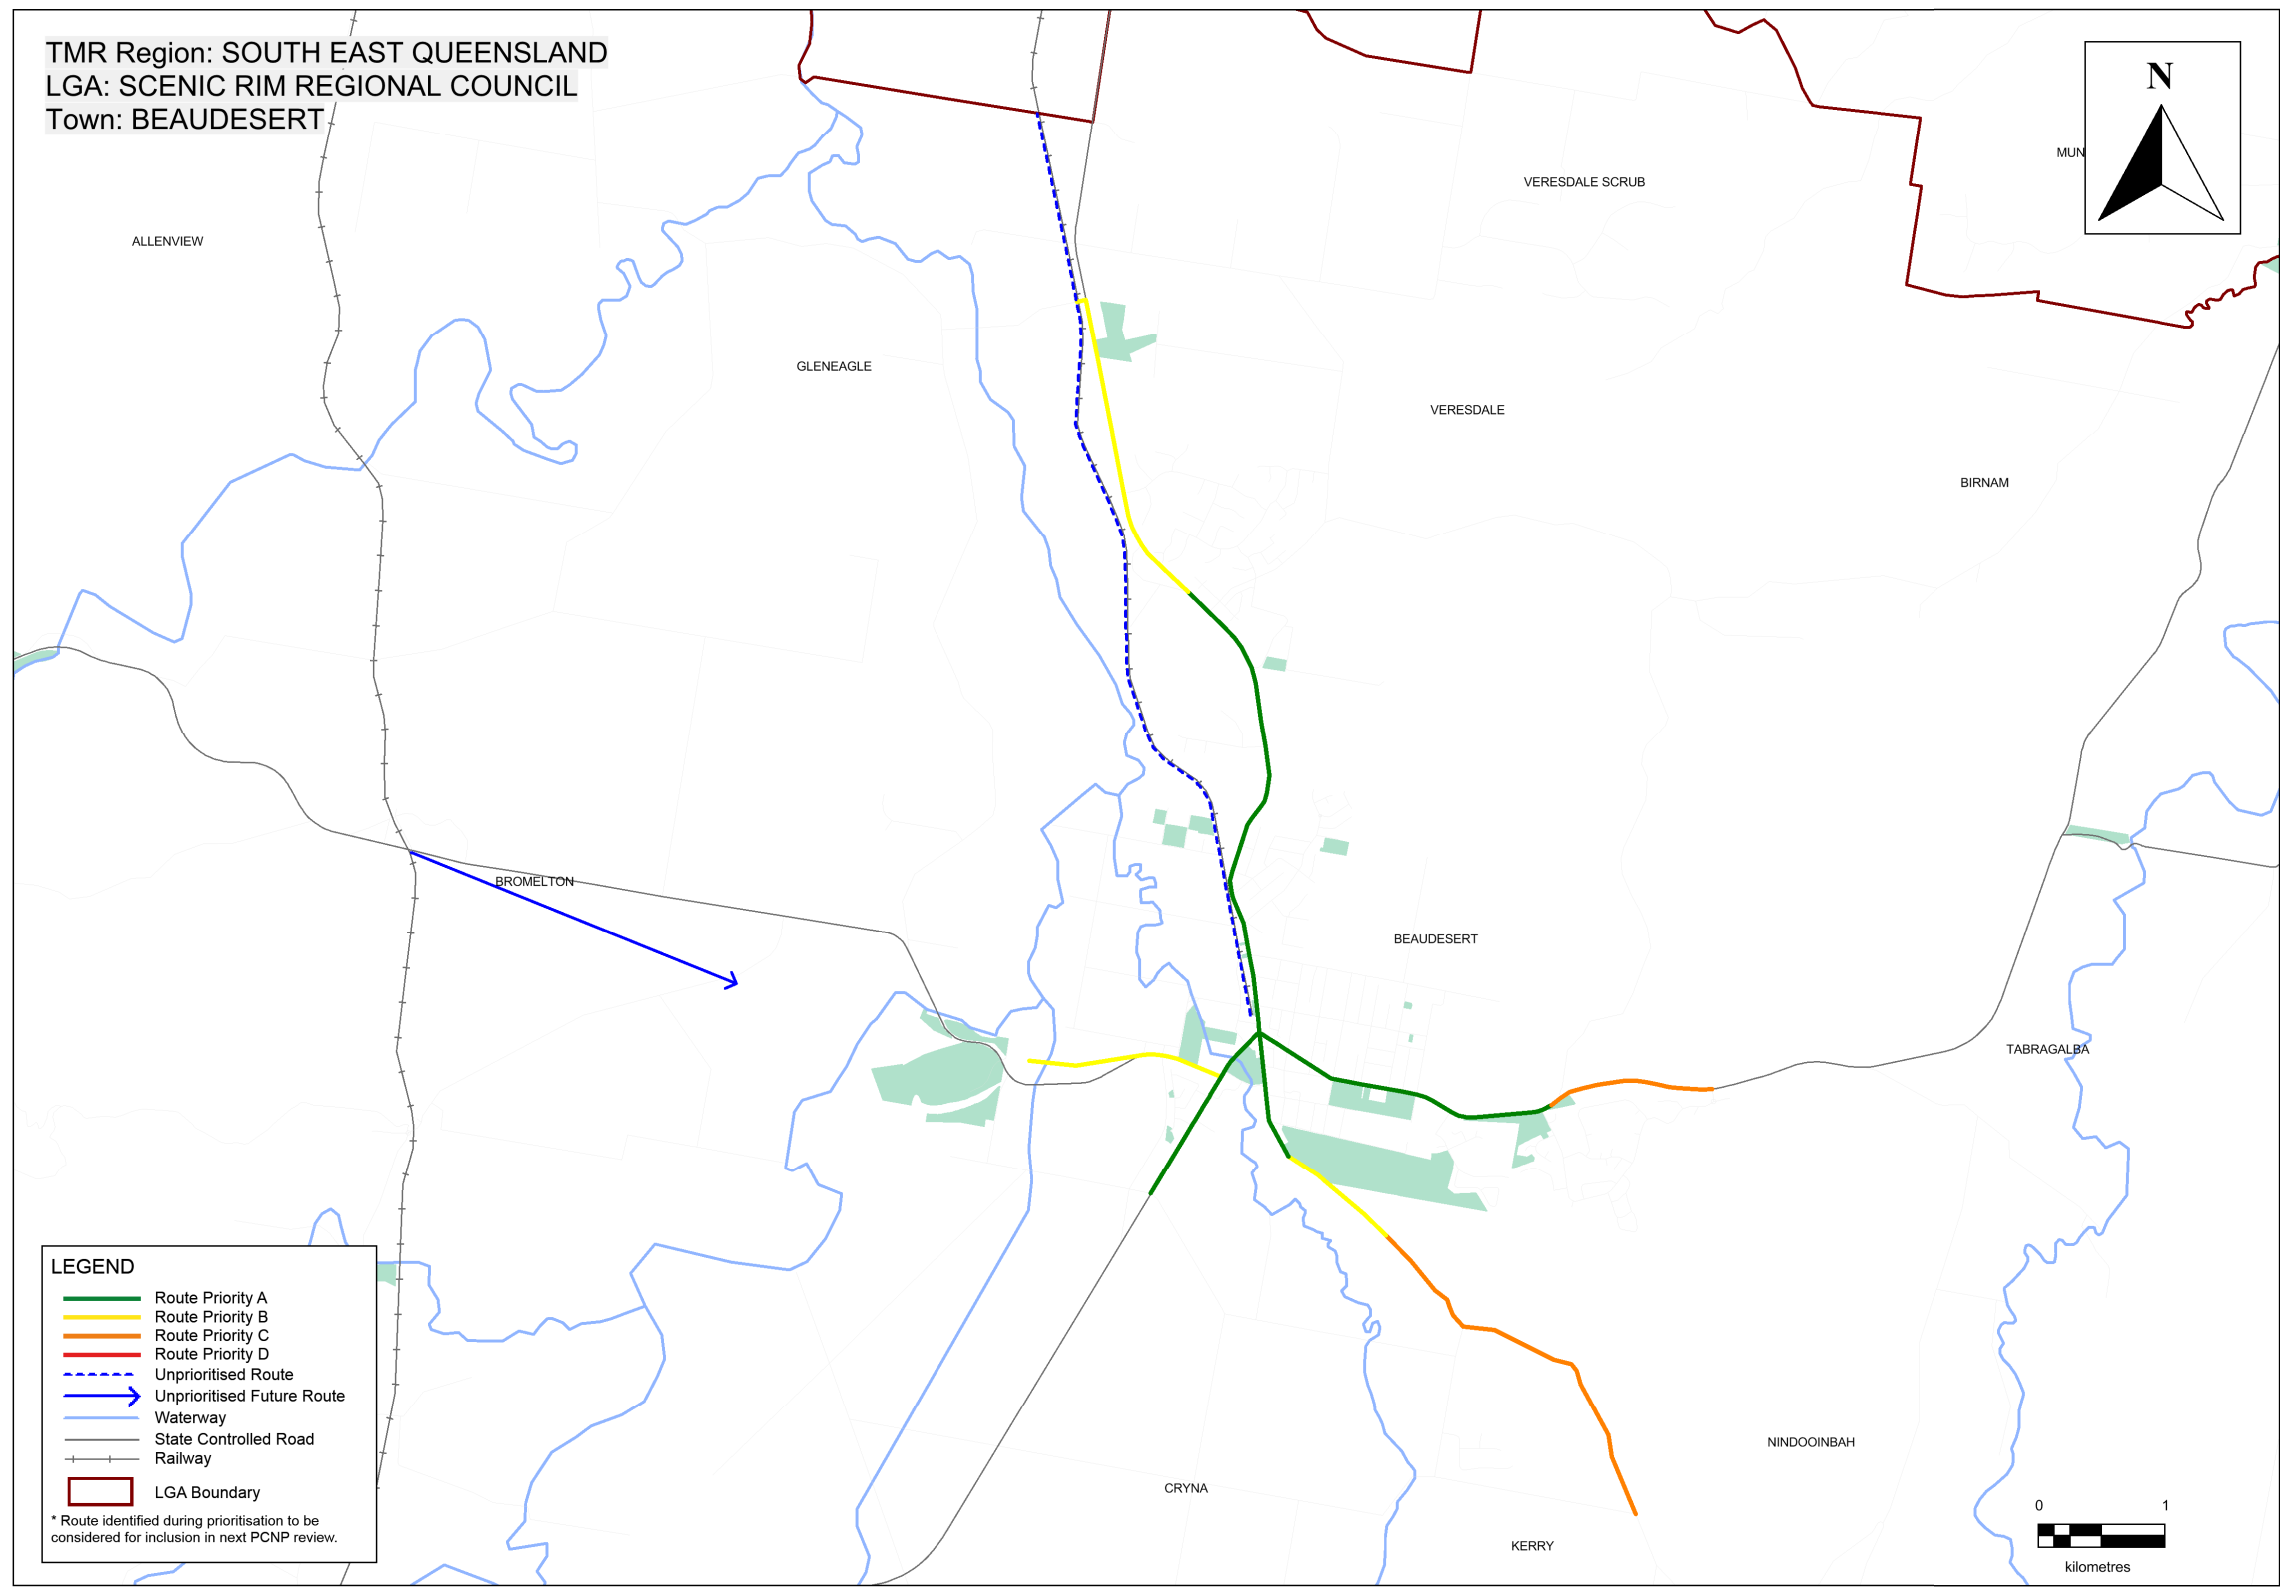 TMR Region: SOUTH EAST QUEENSLAND
LGA: SCENIC RIM REGIONAL COUNCIL
Town: BEAUDESERT
N
MUN
VERESDALE SCRUB
ALLENVIEW
GLENEAGLE
VERESDALE
BIRNAM
BROMELTON
BEAUDESERT
TABRAGALBA
NINDOOINBAH
CRYNA
KERRY
LEGEND
Route Priority A
Route Priority B
Route Priority C
Route Priority D
Unprioritised Route
Unprioritised Future Route
Waterway
State Controlled Road
Railway
LGA Boundary
* Route identified during prioritisation to be
considered for inclusion in next PCNP review.
0 1
kilometres